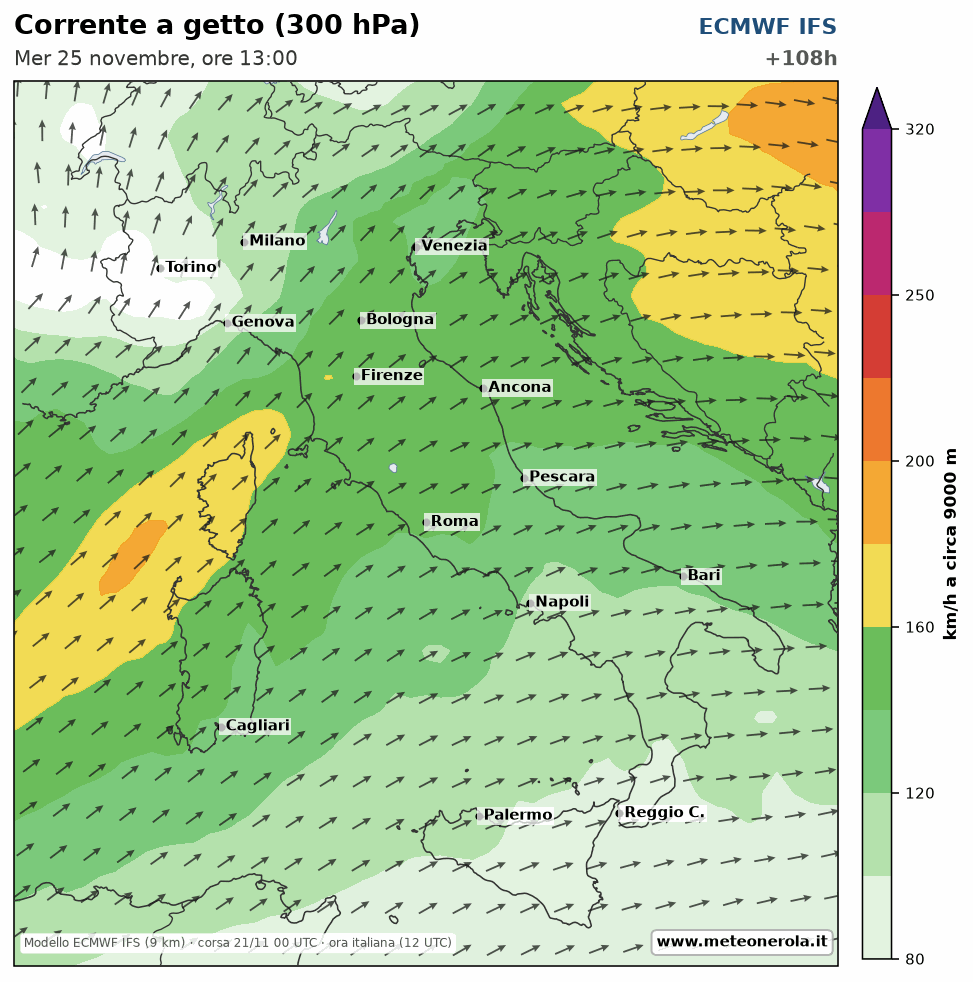 Corrente a getto (300 hPa)
ECMWF IFS
Mer 25 novembre, ore 13:00
+108h
Milano
Venezia
Torino
Genova
Bologna
Firenze
Ancona
Pescara
Roma
Bari
Napoli
Cagliari
Palermo
Reggio C.
320
250
200
160
120
80
km/h a circa 9000 m
Modello ECMWF IFS (9 km) · corsa 21/11 00 UTC · ora italiana (12 UTC)
www.meteonerola.it